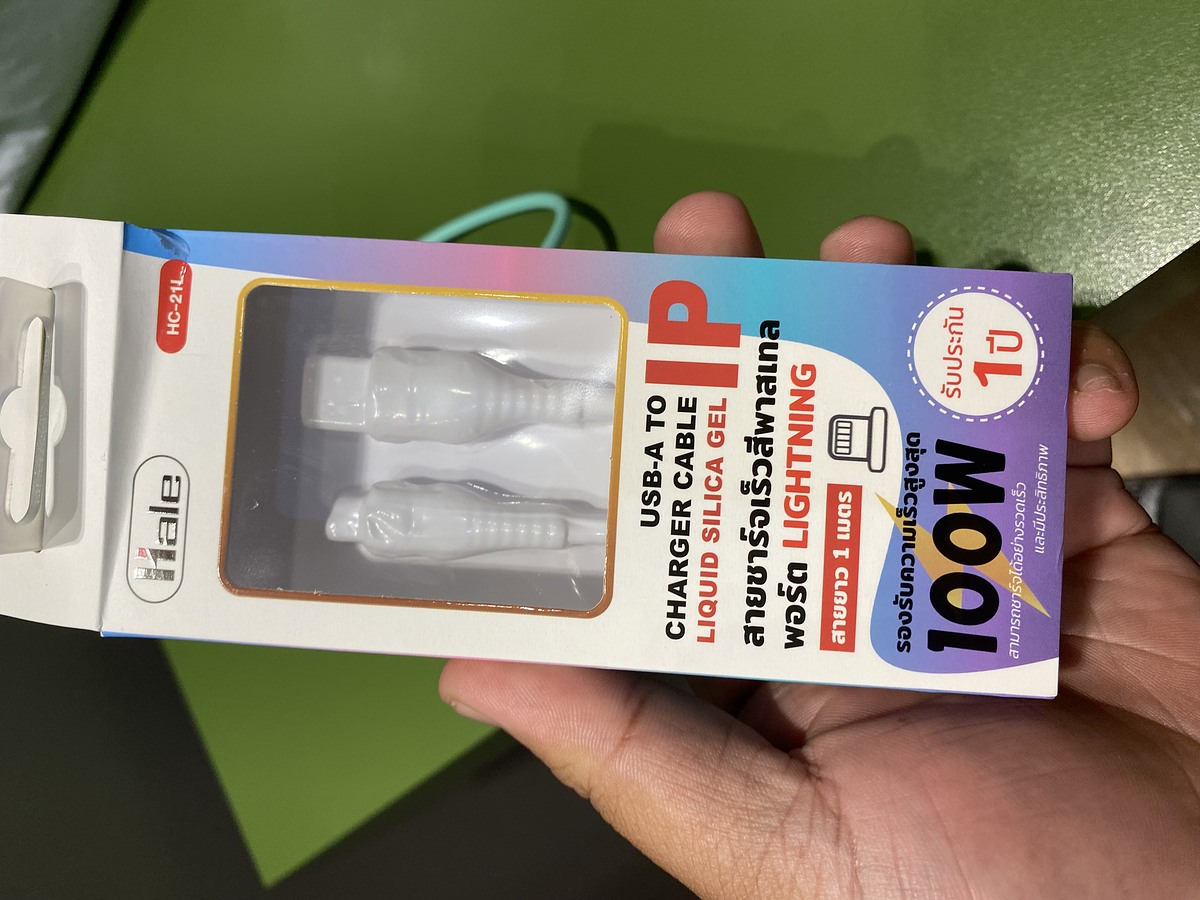 Hale
HC-21L
USB-A TO
CHARGER CABLE
LIQUID SILICA GEL
IP
สายชาร์จเร็วสีพาสเทล
พอร์ต LIGHTNING
สายยาว 1 เมตร
รองรับความเร็วสูงสุด
100W
สามารถชาร์จได้อย่างรวดเร็ว
และมีประสิทธิภาพ
รับประกัน
1 ปี